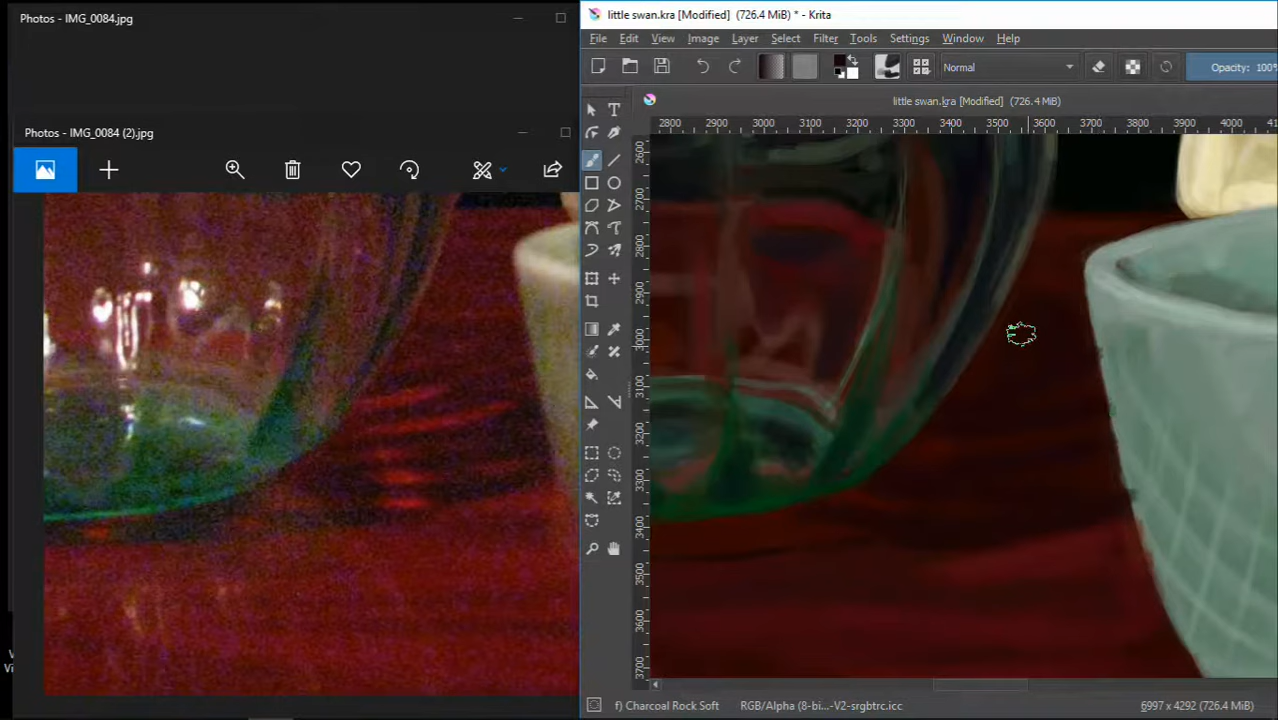 Photos - IMG_0084.jpg
Photos - IMG_0084 (2).jpg
little swan.kra [Modified] (726.4 MiB) * - Krita
File Edit View Image Layer Select Filter Tools Settings Window Help
Normal
Opacity: 100%
little swan.kra [Modified] (726.4 MiB)
2800 2900 3000 3100 3200 3300 3400 3500 3600 3700 3800 3900 4000 41
2600
2700
2800
2900
3000
3100
3200
3300
3400
3500
3600
3700
V
Vi
f) Charcoal Rock Soft
RGB/Alpha (8-bi...-V2-srgbtrc.icc
6997 x 4292 (726.4 MiB)